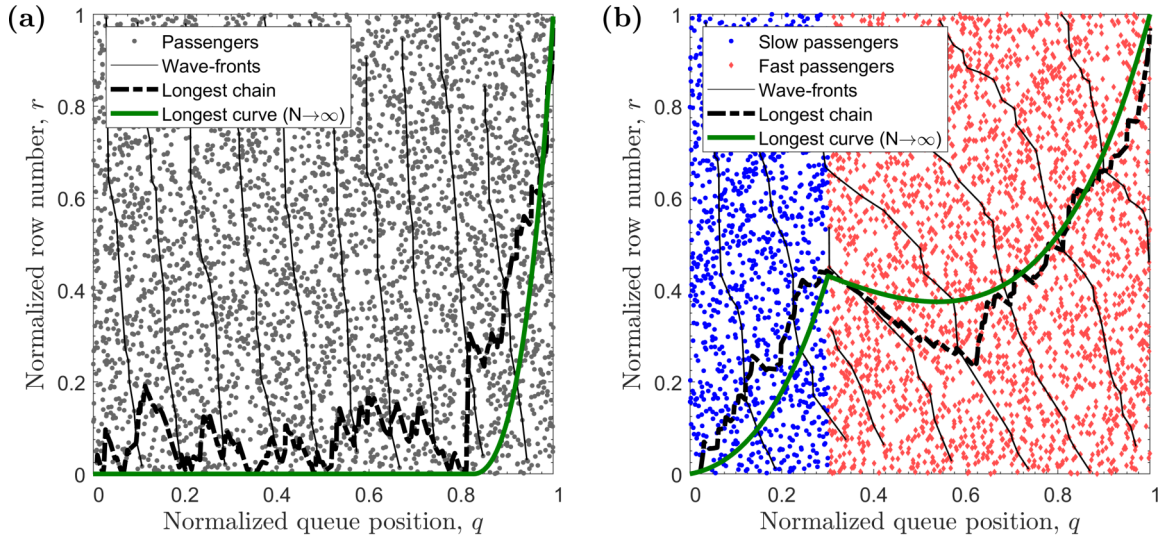 (a)
1
0.8
0.6
0.4
0.2
0
Normalized row number, r
Passengers
Wave-fronts
Longest chain
Longest curve (N→∞)
0 0.2 0.4 0.6 0.8 1
Normalized queue position, q
(b)
1
0.8
0.6
0.4
0.2
0
Normalized row number, r
Slow passengers
Fast passengers
Wave-fronts
Longest chain
Longest curve (N→∞)
0 0.2 0.4 0.6 0.8 1
Normalized queue position, q